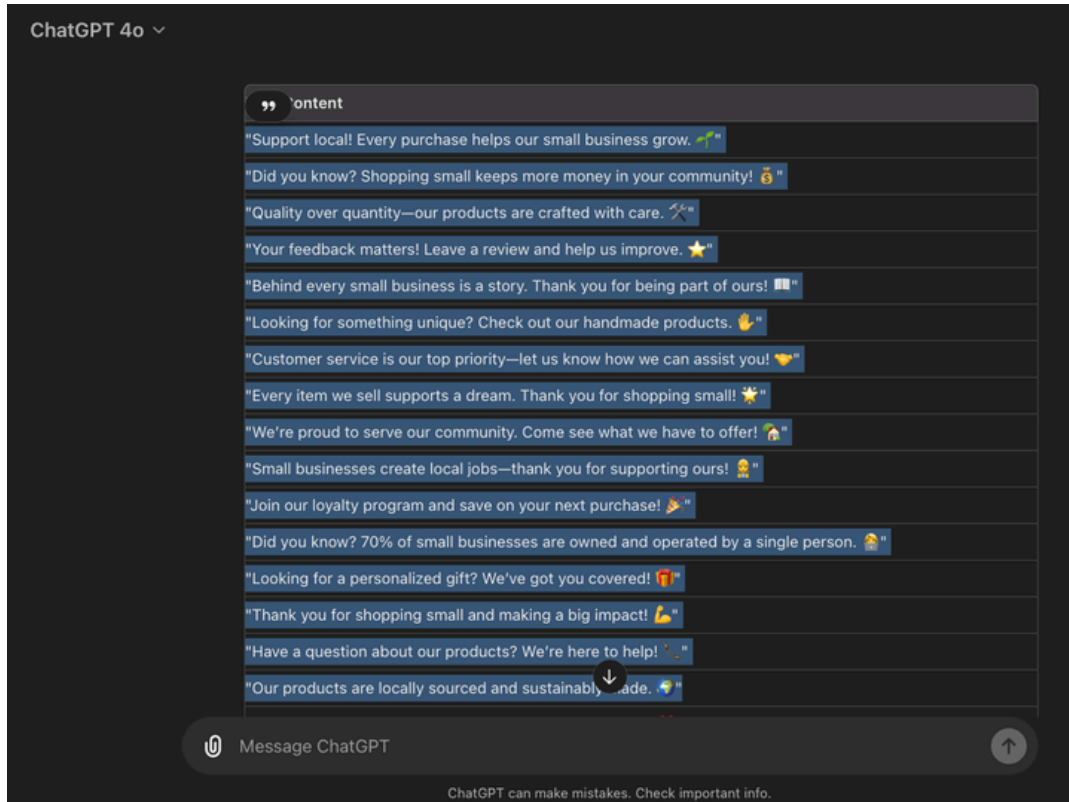 ChatGPT 4o
ontent
"Support local! Every purchase helps our small business grow. 🌱"
"Did you know? Shopping small keeps more money in your community! 💰"
"Quality over quantity—our products are crafted with care. 🛠️"
"Your feedback matters! Leave a review and help us improve. ⭐"
"Behind every small business is a story. Thank you for being part of ours! 📖"
"Looking for something unique? Check out our handmade products. ✋"
"Customer service is our top priority—let us know how we can assist you! 🤝"
"Every item we sell supports a dream. Thank you for shopping small! 🌟"
"We're proud to serve our community. Come see what we have to offer! 🏡"
"Small businesses create local jobs—thank you for supporting ours! 👷"
"Join our loyalty program and save on your next purchase! 🎉"
"Did you know? 70% of small businesses are owned and operated by a single person. 🧑‍💻"
"Looking for a personalized gift? We've got you covered! 🎁"
"Thank you for shopping small and making a big impact! 💪"
"Have a question about our products? We're here to help! 📞"
"Our products are locally sourced and sustainably made. 🌍"
Message ChatGPT
ChatGPT can make mistakes. Check important info.